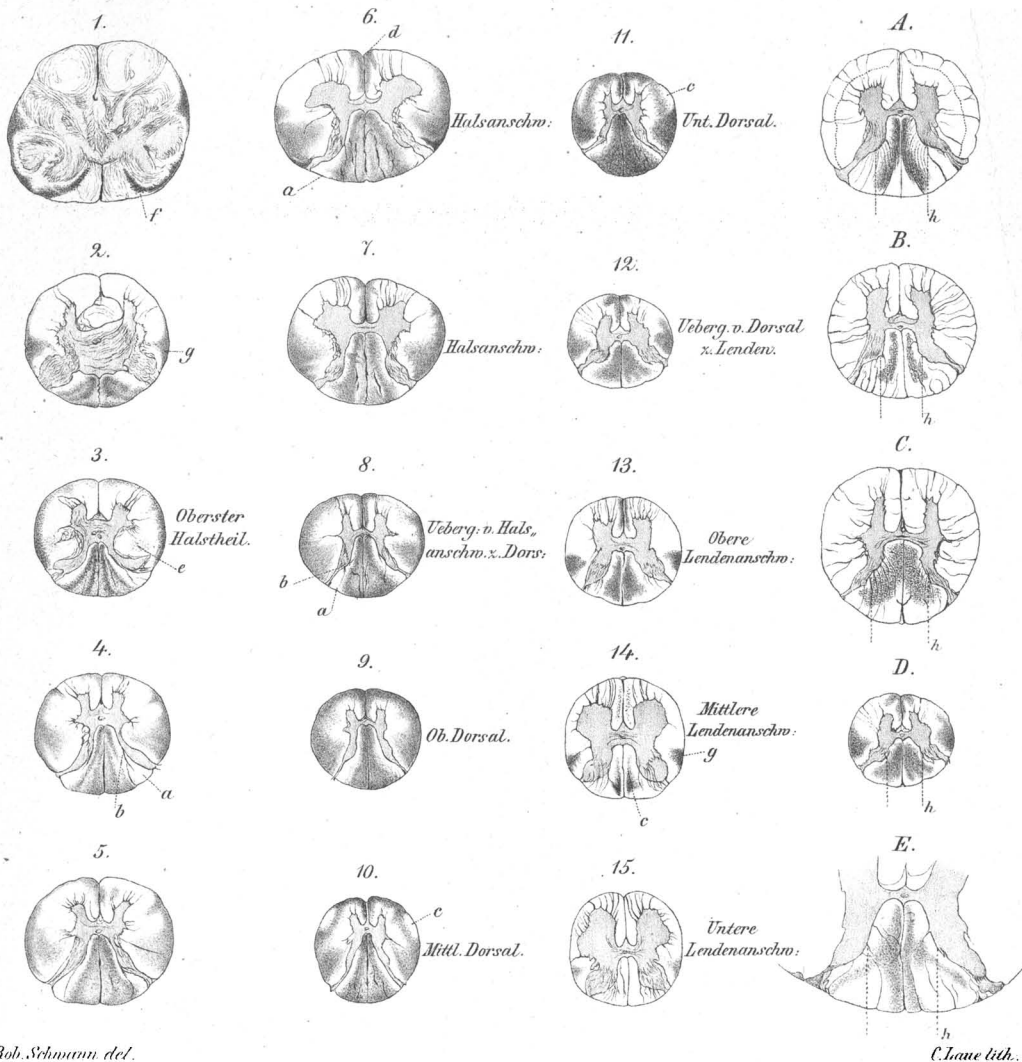 1.
f
2.
g
3.
Oberster
Halstheil.
e
4.
b
a
5.
6.
d
Halsanschw:
a
7.
Halsanschw:
8.
Ueberg: v. Hals„
anschw. z. Dors:
b
a
9.
Ob. Dorsal.
10.
c
Mittl. Dorsal.
11.
c
Unt. Dorsal.
12.
Ueberg. v. Dorsal
z. Lenden.
13.
Obere
Lendenanschw:
14.
Mittlere
Lendenanschw:
g
c
15.
Untere
Lendenanschw:
A.
h
B.
h
C.
h
D.
h
E.
h
Rob. Schmann del.
C. Laue lith.